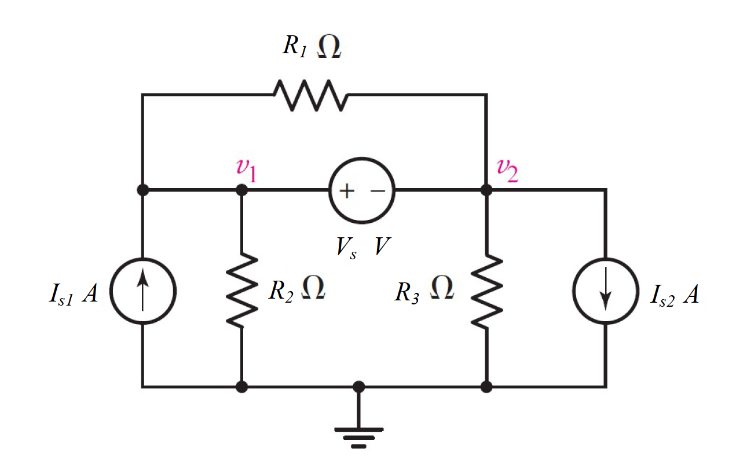 R₁ Ω
v₁
v₂
+ −
Vₛ V
Iₛ₁ A
R₂ Ω
R₃ Ω
Iₛ₂ A